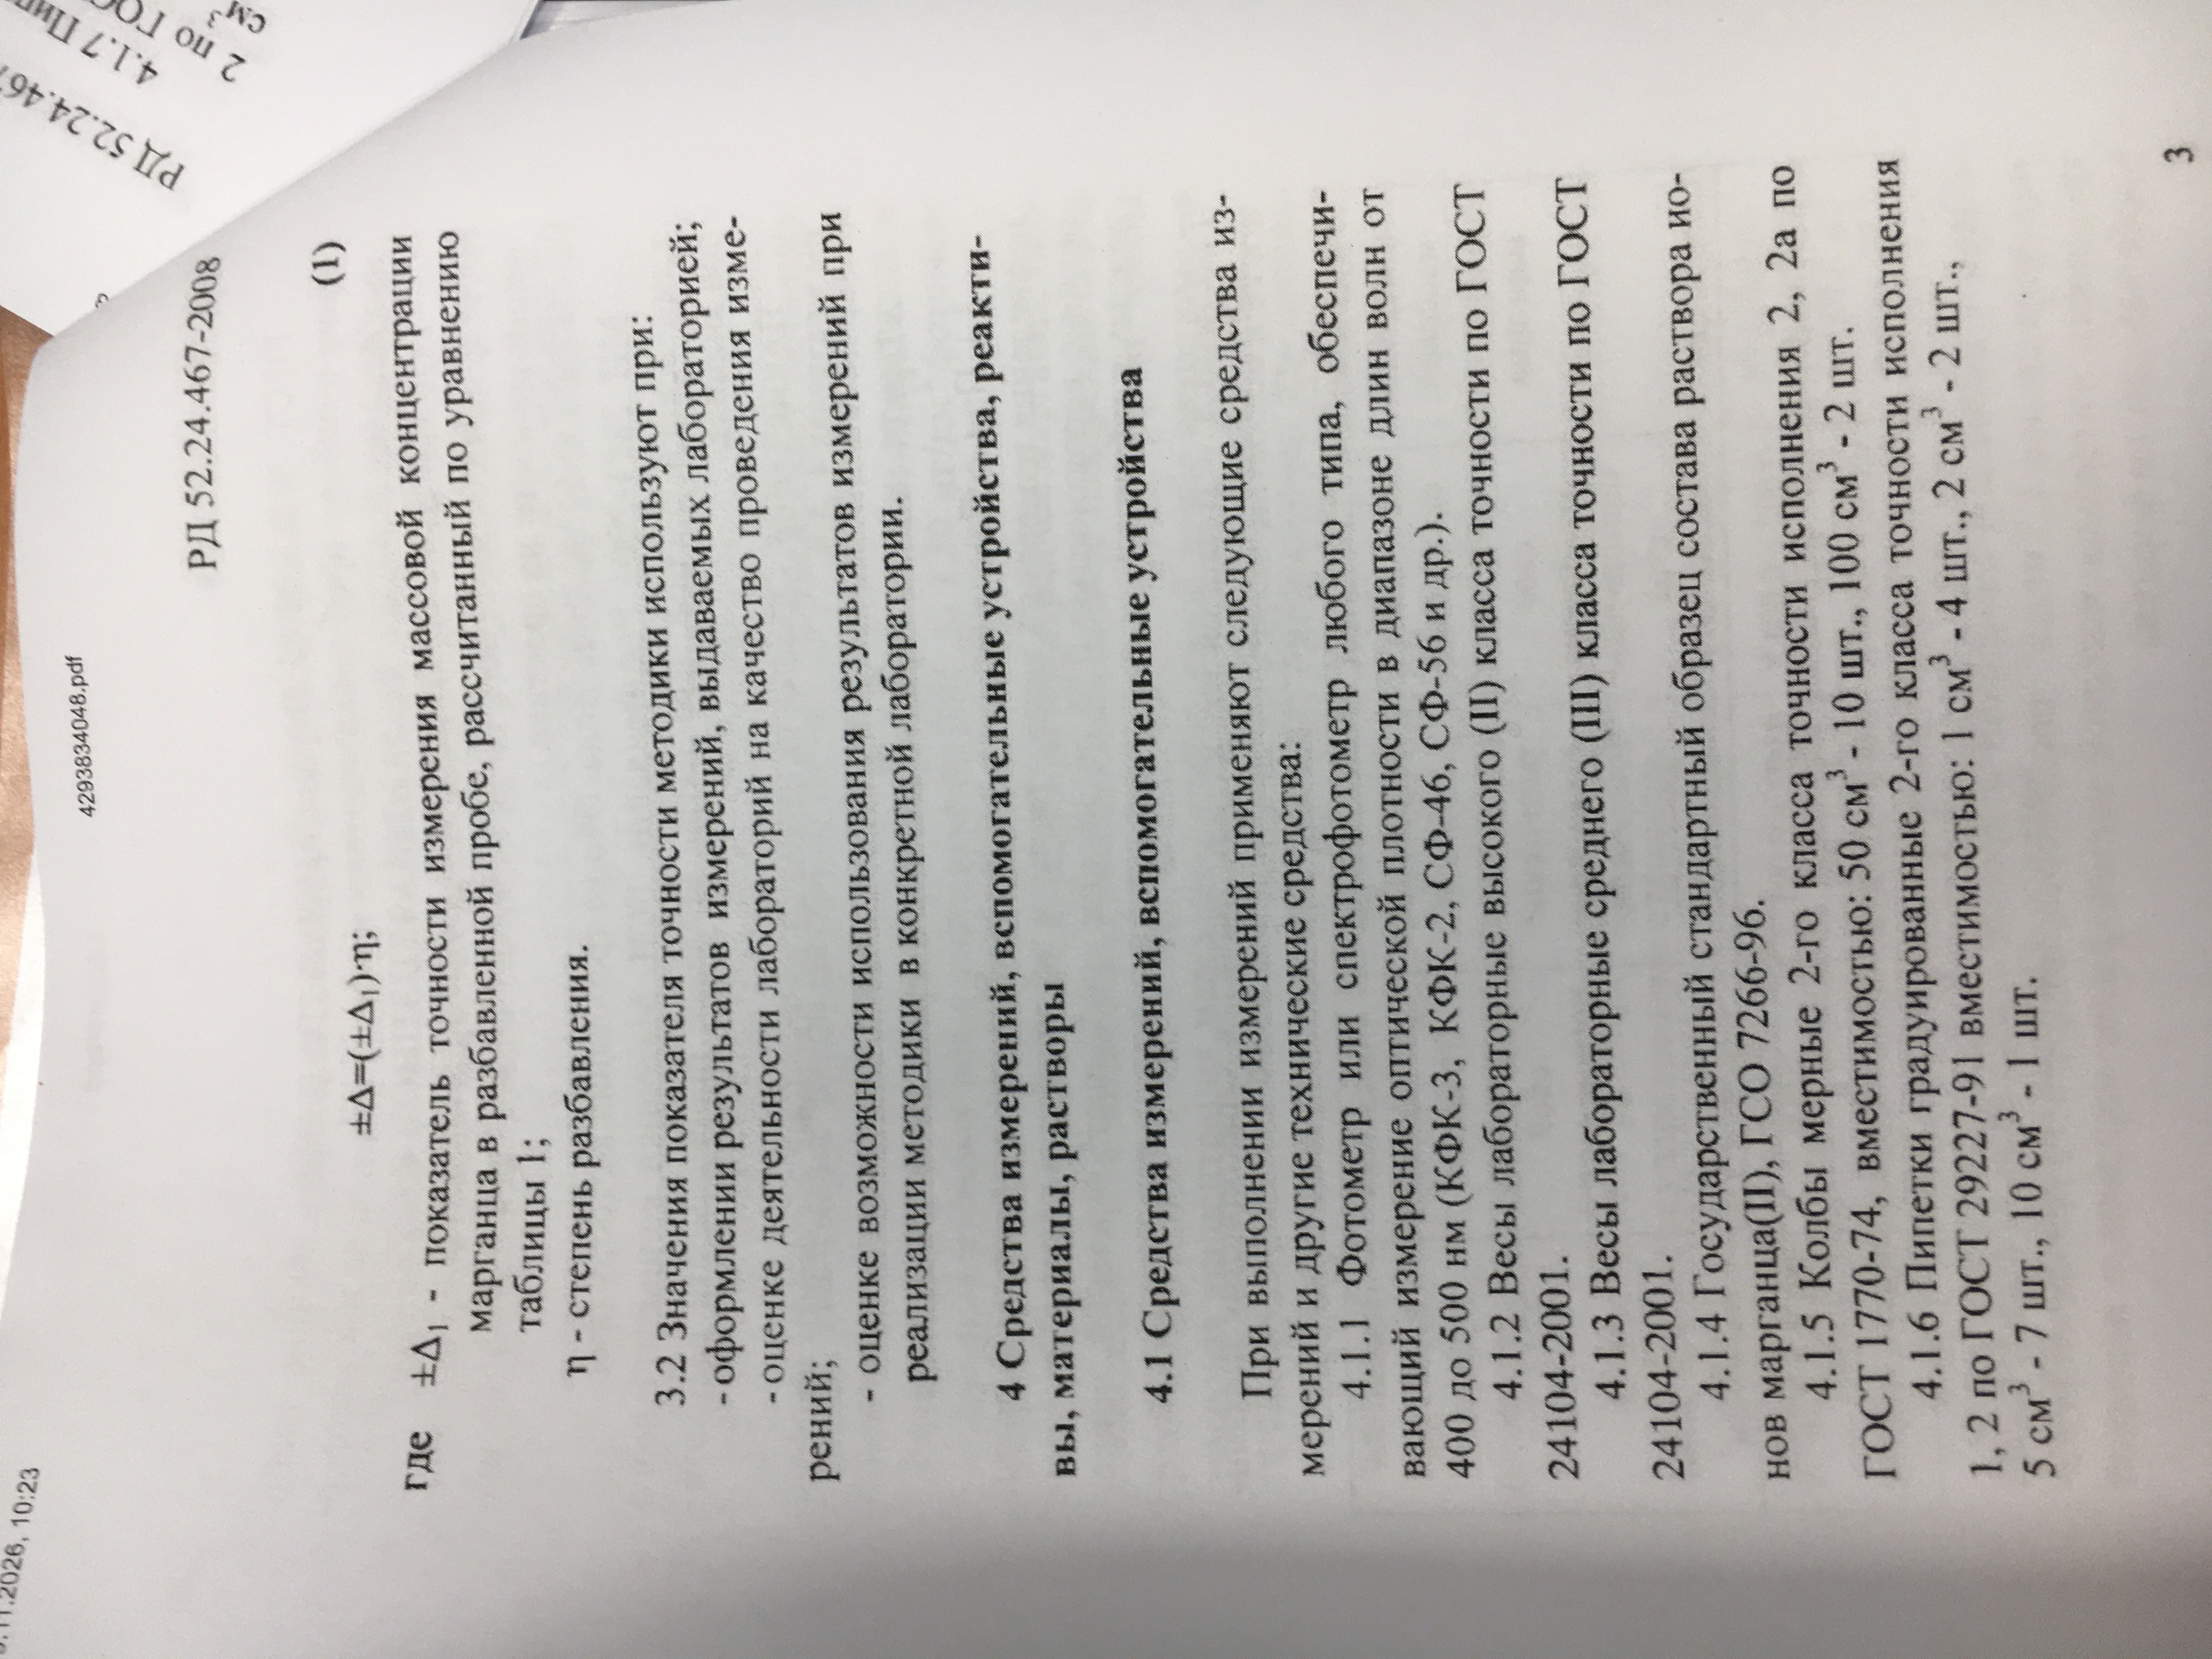 .2026, 10:23
4293834048.pdf
РД 52.24.467-2008
±Δ=(±Δ₁)·η; (1)
где ±Δ₁ - показатель точности измерения массовой концентрации
марганца в разбавленной пробе, рассчитанный по уравнению
таблицы 1;
η - степень разбавления.
3.2 Значения показателя точности методики используют при:
- оформлении результатов измерений, выдаваемых лабораторией;
- оценке деятельности лабораторий на качество проведения изме-
рений;
- оценке возможности использования результатов измерений при
реализации методики в конкретной лаборатории.
4 Средства измерений, вспомогательные устройства, реакти-
вы, материалы, растворы
4.1 Средства измерений, вспомогательные устройства
При выполнении измерений применяют следующие средства из-
мерений и другие технические средства:
4.1.1 Фотометр или спектрофотометр любого типа, обеспечи-
вающий измерение оптической плотности в диапазоне длин волн от
400 до 500 нм (КФК-3, КФК-2, СФ-46, СФ-56 и др.).
4.1.2 Весы лабораторные высокого (II) класса точности по ГОСТ
24104-2001.
4.1.3 Весы лабораторные среднего (III) класса точности по ГОСТ
24104-2001.
4.1.4 Государственный стандартный образец состава раствора ио-
нов марганца(II), ГСО 7266-96.
4.1.5 Колбы мерные 2-го класса точности исполнения 2, 2а по
ГОСТ 1770-74, вместимостью: 50 см³ - 10 шт., 100 см³ - 2 шт.
4.1.6 Пипетки градуированные 2-го класса точности исполнения
1, 2 по ГОСТ 29227-91 вместимостью: 1 см³ - 4 шт., 2 см³ - 2 шт.,
5 см³ - 7 шт., 10 см³ - 1 шт.
3
РД 52.24.467
4.1.7
2 по
см³